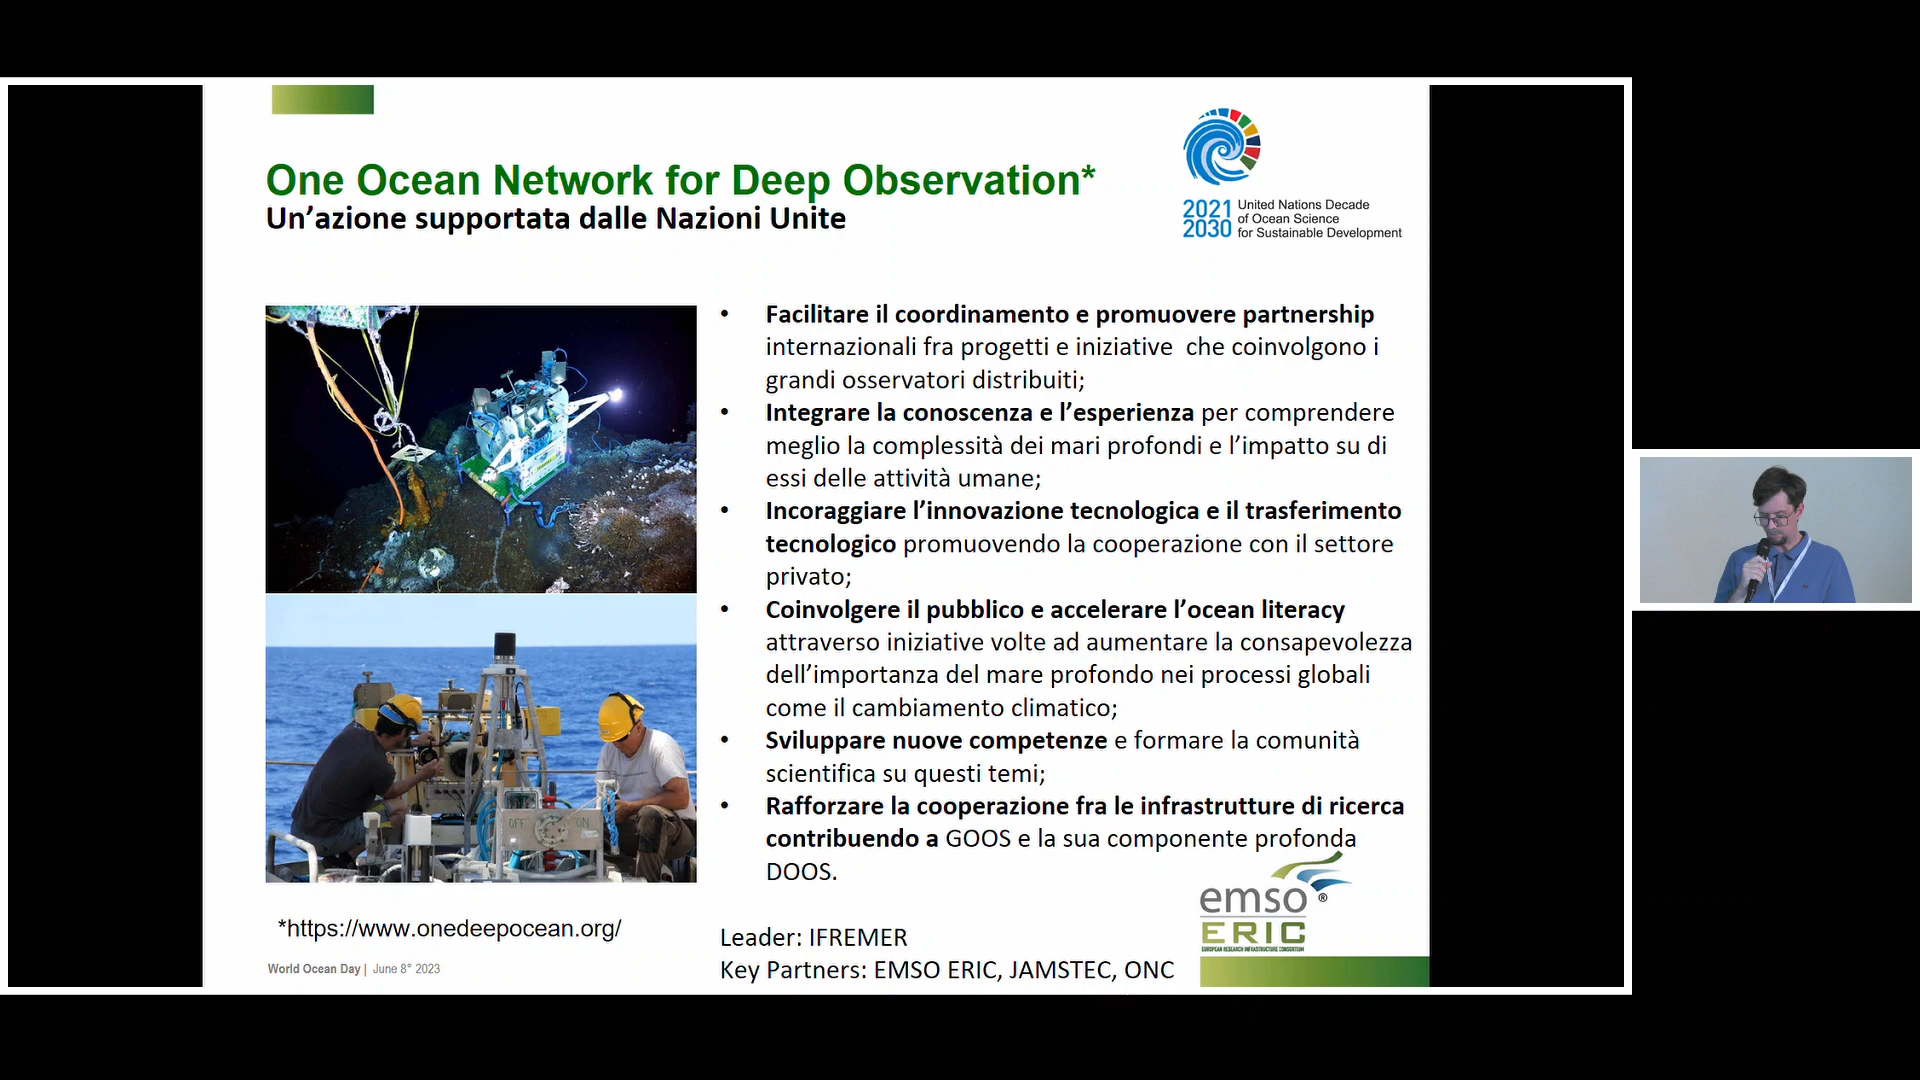 One Ocean Network for Deep Observation*
Un’azione supportata dalle Nazioni Unite
2021
2030
United Nations Decade
of Ocean Science
for Sustainable Development
• Facilitare il coordinamento e promuovere partnership
internazionali fra progetti e iniziative che coinvolgono i
grandi osservatori distribuiti;
• Integrare la conoscenza e l’esperienza per comprendere
meglio la complessità dei mari profondi e l’impatto su di
essi delle attività umane;
• Incoraggiare l’innovazione tecnologica e il trasferimento
tecnologico promuovendo la cooperazione con il settore
privato;
• Coinvolgere il pubblico e accelerare l’ocean literacy
attraverso iniziative volte ad aumentare la consapevolezza
dell’importanza del mare profondo nei processi globali
come il cambiamento climatico;
• Sviluppare nuove competenze e formare la comunità
scientifica su questi temi;
• Rafforzare la cooperazione fra le infrastrutture di ricerca
contribuendo a GOOS e la sua componente profonda
DOOS.
OFF ON
*https://www.onedeepocean.org/
World Ocean Day | June 8° 2023
Leader: IFREMER
Key Partners: EMSO ERIC, JAMSTEC, ONC
emso ®
ERIC
EUROPEAN RESEARCH INFRASTRUCTURE CONSORTIUM